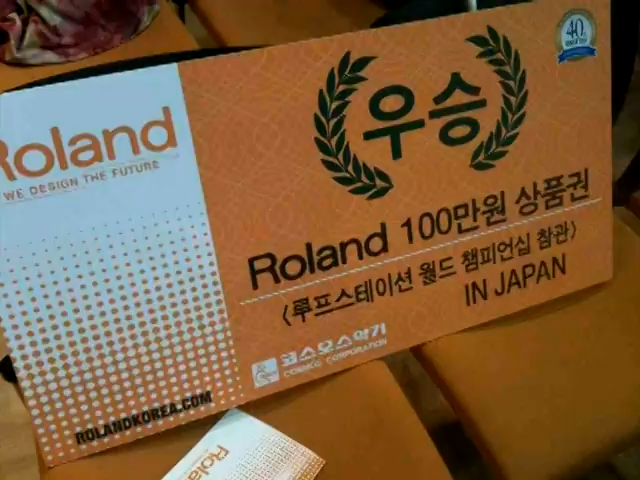 Roland
WE DESIGN THE FUTURE
ROLANDKOREA.COM
우승
40th
Roland 100만원 상품권
<루프스테이션 월드 챔피언십 참관>
IN JAPAN
코스모스악기
COSMOS CORPORATION
Roland